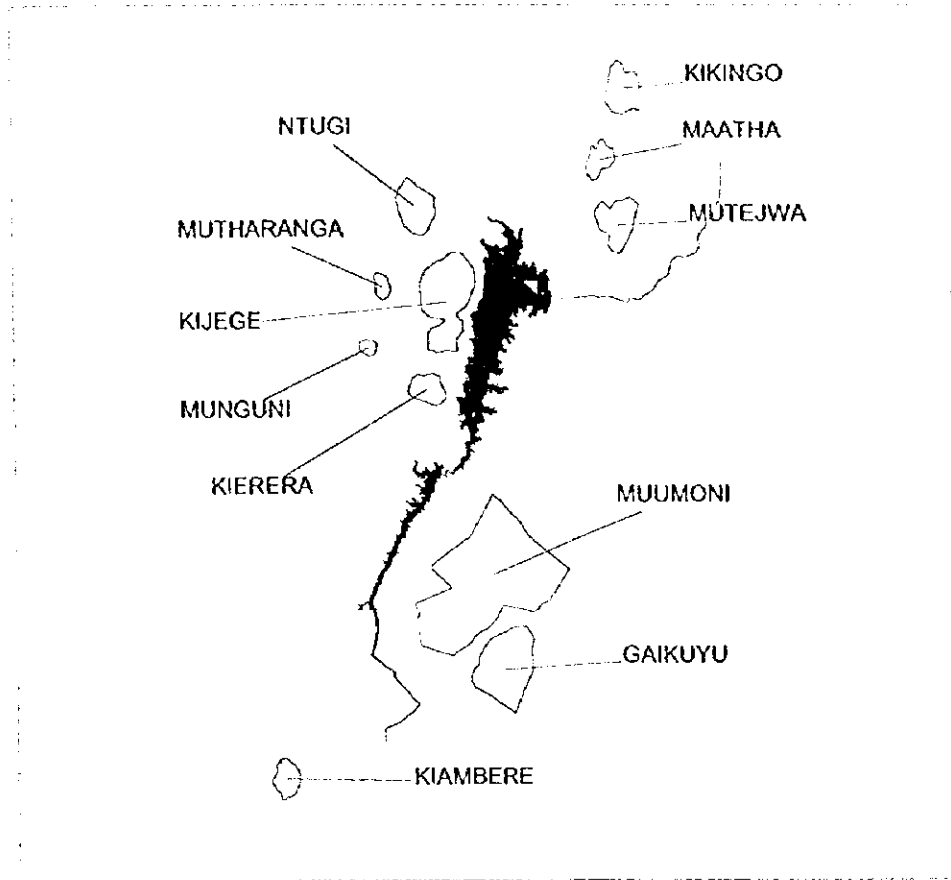 KIKINGO
NTUGI
MAATHA
MUTEJWA
MUTHARANGA
KIJEGE
MUNGUNI
KIERERA
MUUMONI
GAIKUYU
KIAMBERE